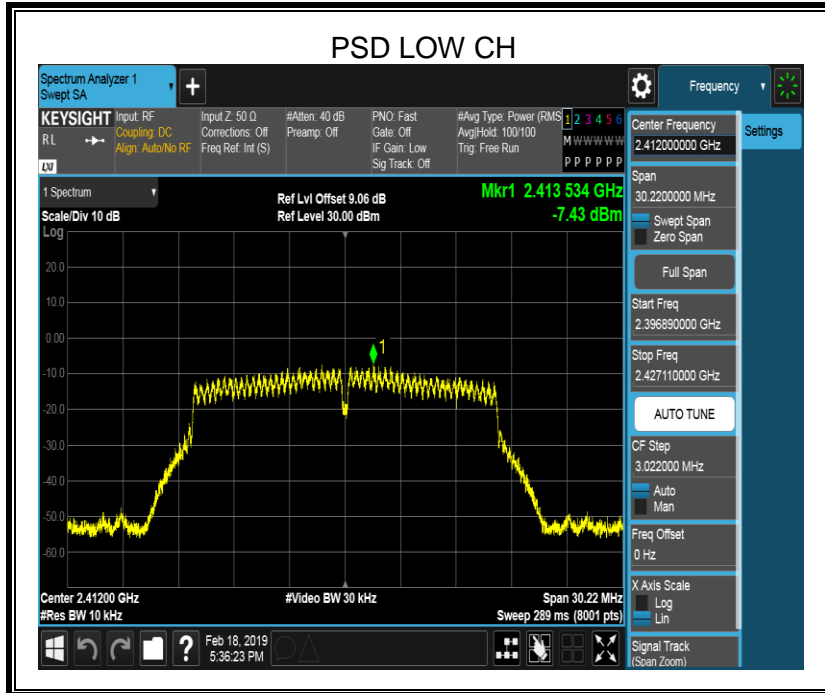 PSD LOW CH
Spectrum Analyzer 1
Swept SA
+
Frequency
KEYSIGHT
RL
LXI
Input: RF
Coupling: DC
Align: Auto/No RF
Input Z: 50 Ω
Corrections: Off
Freq Ref: Int (S)
#Atten: 40 dB
Preamp: Off
PNO: Fast
Gate: Off
IF Gain: Low
Sig Track: Off
#Avg Type: Power (RMS
Avg|Hold: 100/100
Trig: Free Run
1 2 3 4 5 6
M W W W W W
P P P P P P
Center Frequency
2.412000000 GHz
Settings
1 Spectrum
Scale/Div 10 dB
Log
Ref Lvl Offset 9.06 dB
Ref Level 30.00 dBm
Mkr1 2.413 534 GHz
-7.43 dBm
Span
30.2200000 MHz
Swept Span
Zero Span
Full Span
Start Freq
2.396890000 GHz
Stop Freq
2.427110000 GHz
AUTO TUNE
CF Step
3.022000 MHz
Auto
Man
Freq Offset
0 Hz
X Axis Scale
Log
Lin
Signal Track
(Span Zoom)
20.0
10.0
0.00
-10.0
-20.0
-30.0
-40.0
-50.0
-60.0
1
Center 2.41200 GHz
#Res BW 10 kHz
#Video BW 30 kHz
Span 30.22 MHz
Sweep 289 ms (8001 pts)
?
Feb 18, 2019
5:36:23 PM